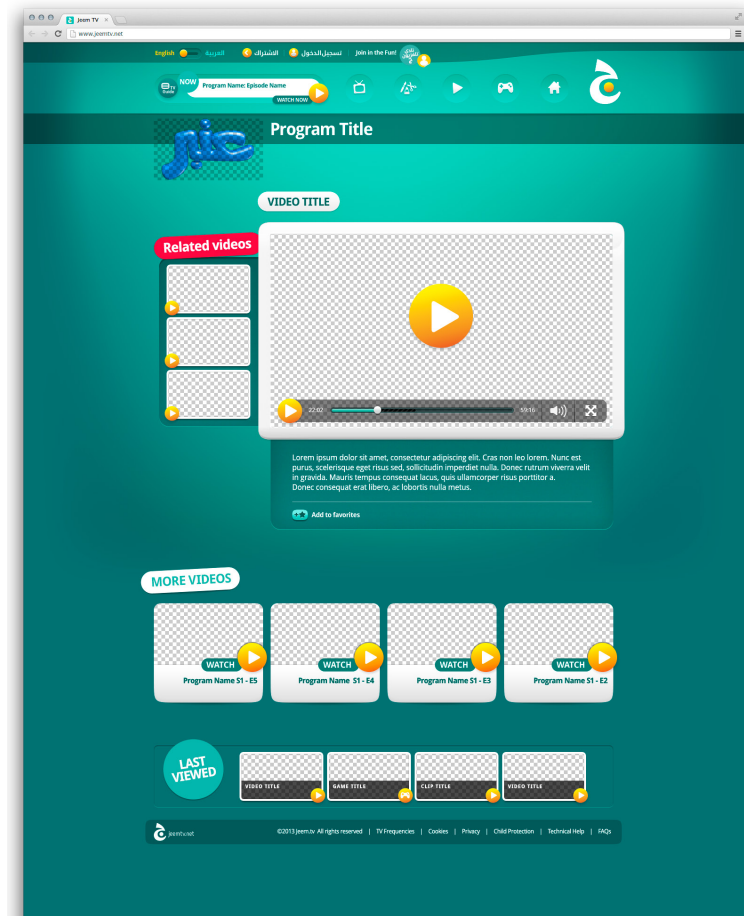 Jeem TV
www.jeemtv.net
English العربية الاشتراك تسجيل الدخول Join in the Fun!
TV Guide
NOW
Program Name: Episode Name
WATCH NOW
عنبر
Program Title
VIDEO TITLE
Related videos
22:02 59:16
Lorem ipsum dolor sit amet, consectetur adipiscing elit. Cras non leo lorem. Nunc est
purus, scelerisque eget risus sed, sollicitudin imperdiet nulla. Donec rutrum viverra velit
in gravida. Mauris tempus consequat lacus, quis ullamcorper risus porttitor a.
Donec consequat erat libero, ac lobortis nulla metus.
Add to favorites
MORE VIDEOS
WATCH WATCH WATCH WATCH
Program Name S1 - E5 Program Name S1 - E4 Program Name S1 - E3 Program Name S1 - E2
LAST
VIEWED
VIDEO TITLE GAME TITLE CLIP TITLE VIDEO TITLE
jeemtv.net
©2013 Jeem.tv All rights reserved | TV Frequencies | Cookies | Privacy | Child Protection | Technical Help | FAQs